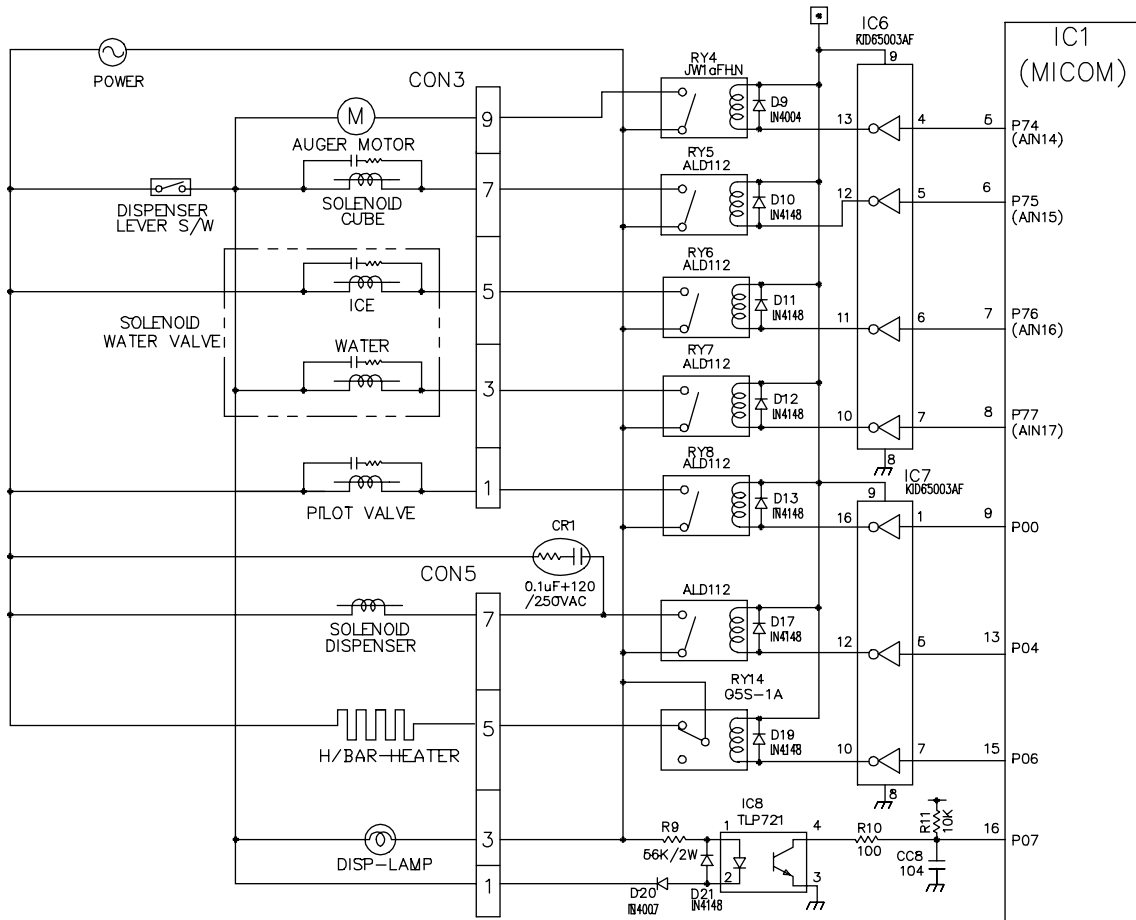 *
IC6
KID65003AF
IC1
(MICOM)
POWER
CON3
RY4
JW1aFHN
9
D9
IN4004
13
4
5
P74
(AIN14)
M
9
AUGER MOTOR
RY5
ALD112
7
D10
IN4148
12
5
6
P75
(AIN15)
DISPENSER
LEVER S/W
SOLENOID
CUBE
RY6
ALD112
ICE
5
D11
IN4148
11
6
7
P76
(AIN16)
SOLENOID
WATER VALVE
WATER
RY7
ALD112
3
D12
IN4148
10
7
8
P77
(AIN17)
8
RY8
ALD112
IC7
KID65003AF
9
1
D13
IN4148
16
1
9
P00
PILOT VALVE
CR1
0.1uF+120
/250VAC
CON5
ALD112
7
D17
IN4148
12
5
13
P04
SOLENOID
DISPENSER
RY14
G5S-1A
5
D19
IN4148
10
7
15
P06
H/BAR-HEATER
8
IC8
TLP721
3
R9
56K/2W
1
4
R10
100
R11
10K
16
P07
DISP-LAMP
CC8
104
1
2
3
D20
IN4007
D21
IN4148